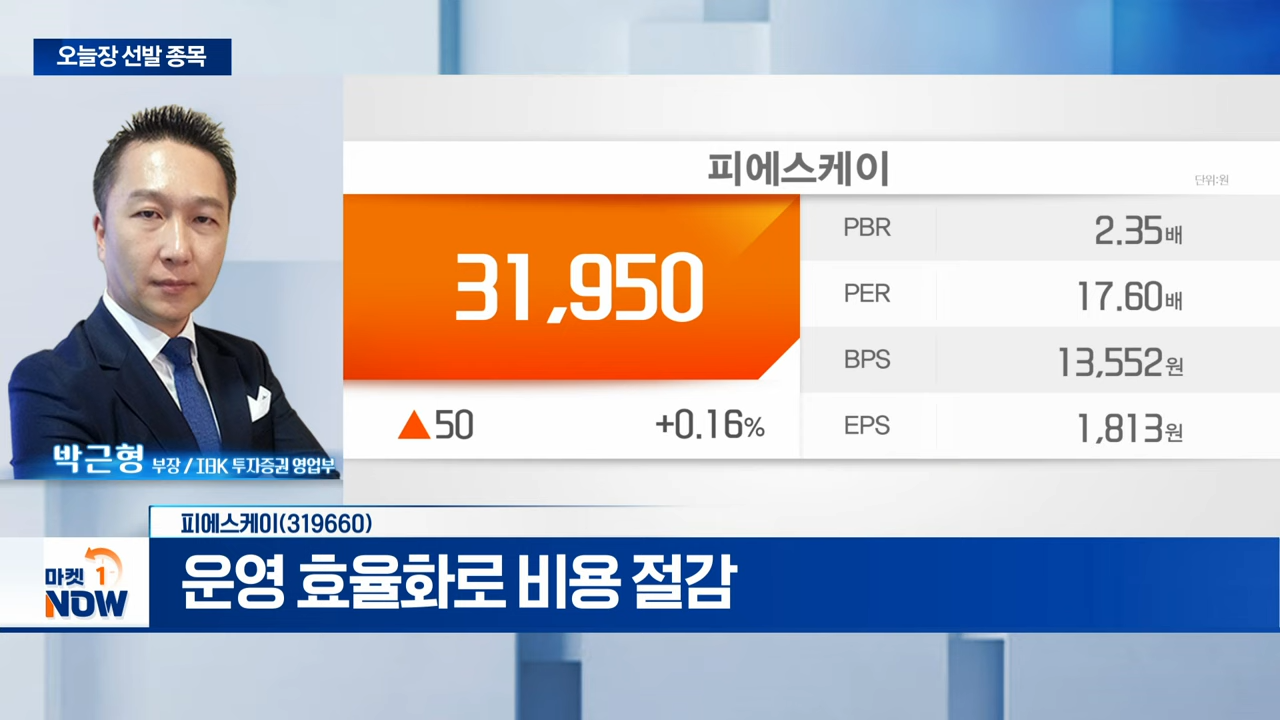 오늘장 선발 종목
피에스케이
단위:원
31,950
▲50 +0.16%
PBR 2.35배
PER 17.60배
BPS 13,552원
EPS 1,813원
박근형 부장 / IBK 투자증권 영업부
피에스케이(319660)
마켓 1
NOW
운영 효율화로 비용 절감